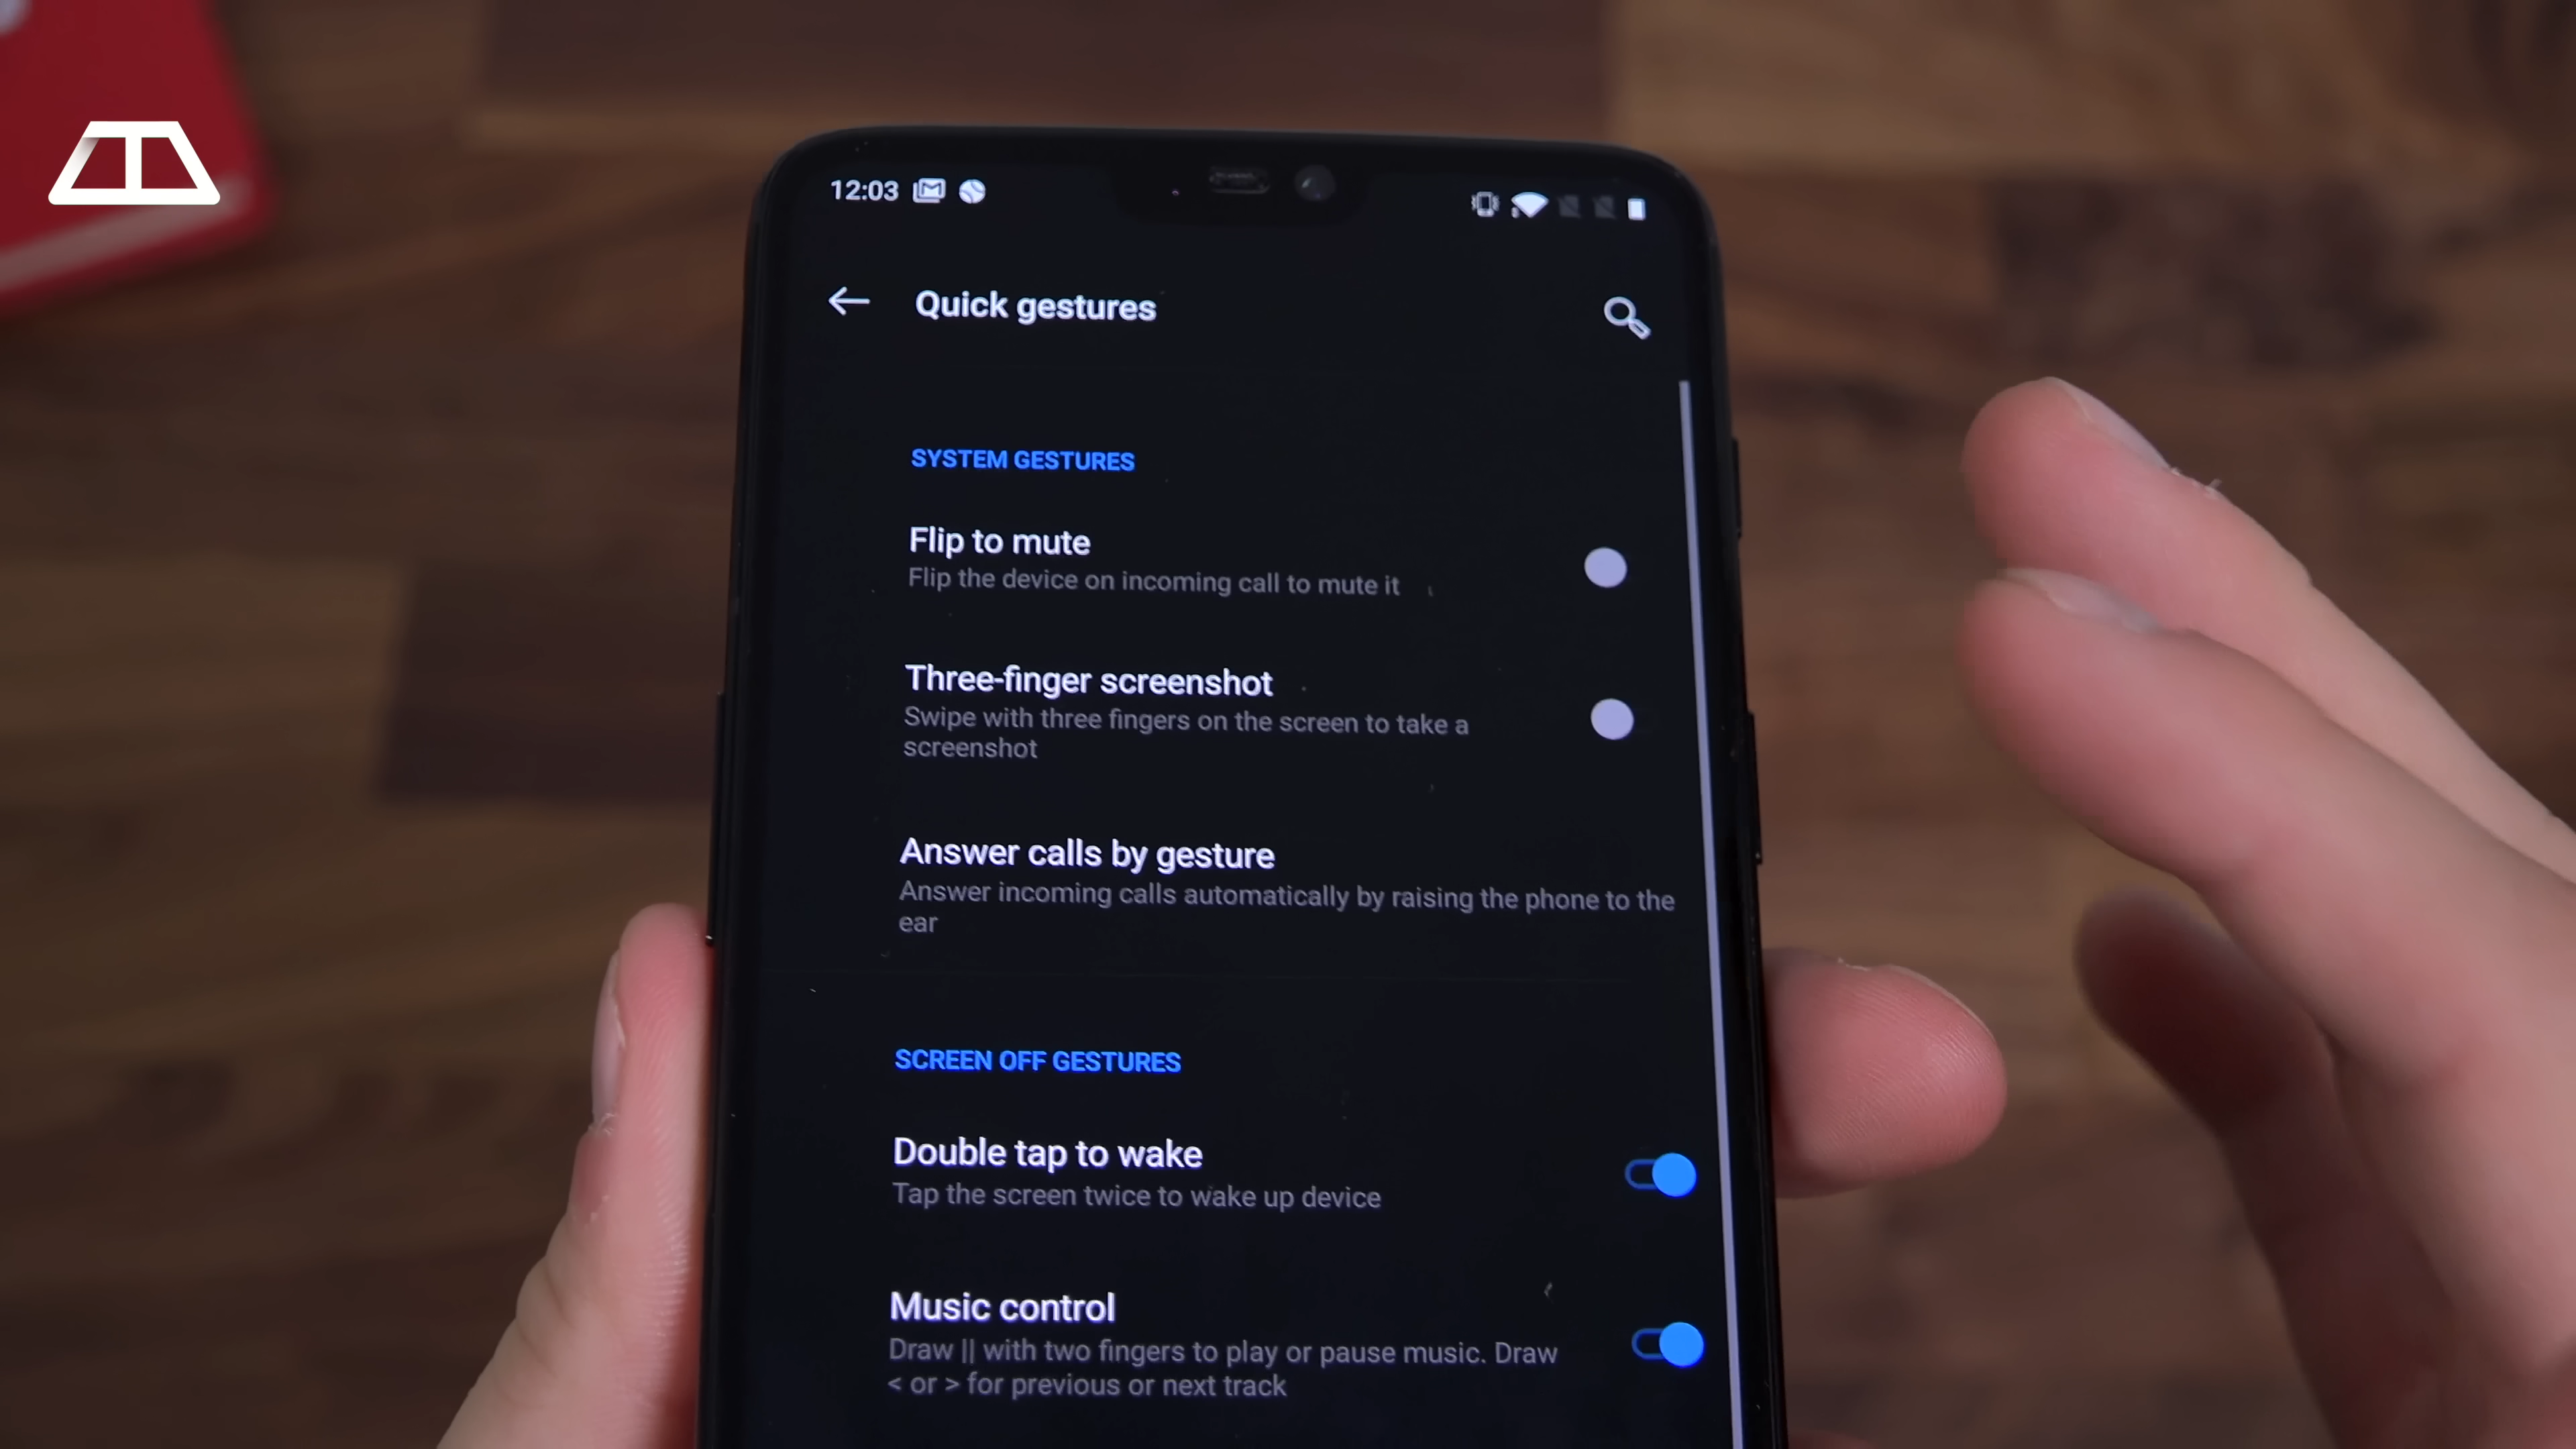 12:03
Quick gestures
SYSTEM GESTURES
Flip to mute
Flip the device on incoming call to mute it
Three-finger screenshot
Swipe with three fingers on the screen to take a
screenshot
Answer calls by gesture
Answer incoming calls automatically by raising the phone to the
ear
SCREEN OFF GESTURES
Double tap to wake
Tap the screen twice to wake up device
Music control
Draw || with two fingers to play or pause music. Draw
< or > for previous or next track